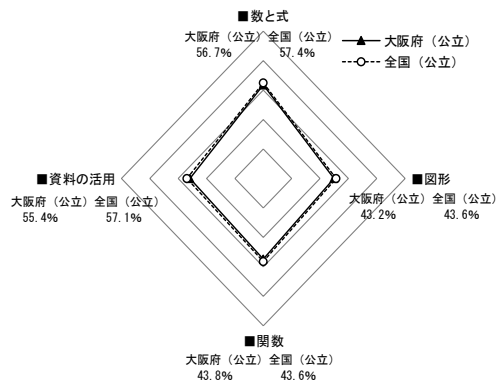 ■数と式
大阪府（公立）全国（公立）
56.7% 57.4%
大阪府（公立）
全国（公立）
■資料の活用
大阪府（公立）全国（公立）
55.4% 57.1%
■図形
大阪府（公立）全国（公立）
43.2% 43.6%
■関数
大阪府（公立）全国（公立）
43.8% 43.6%